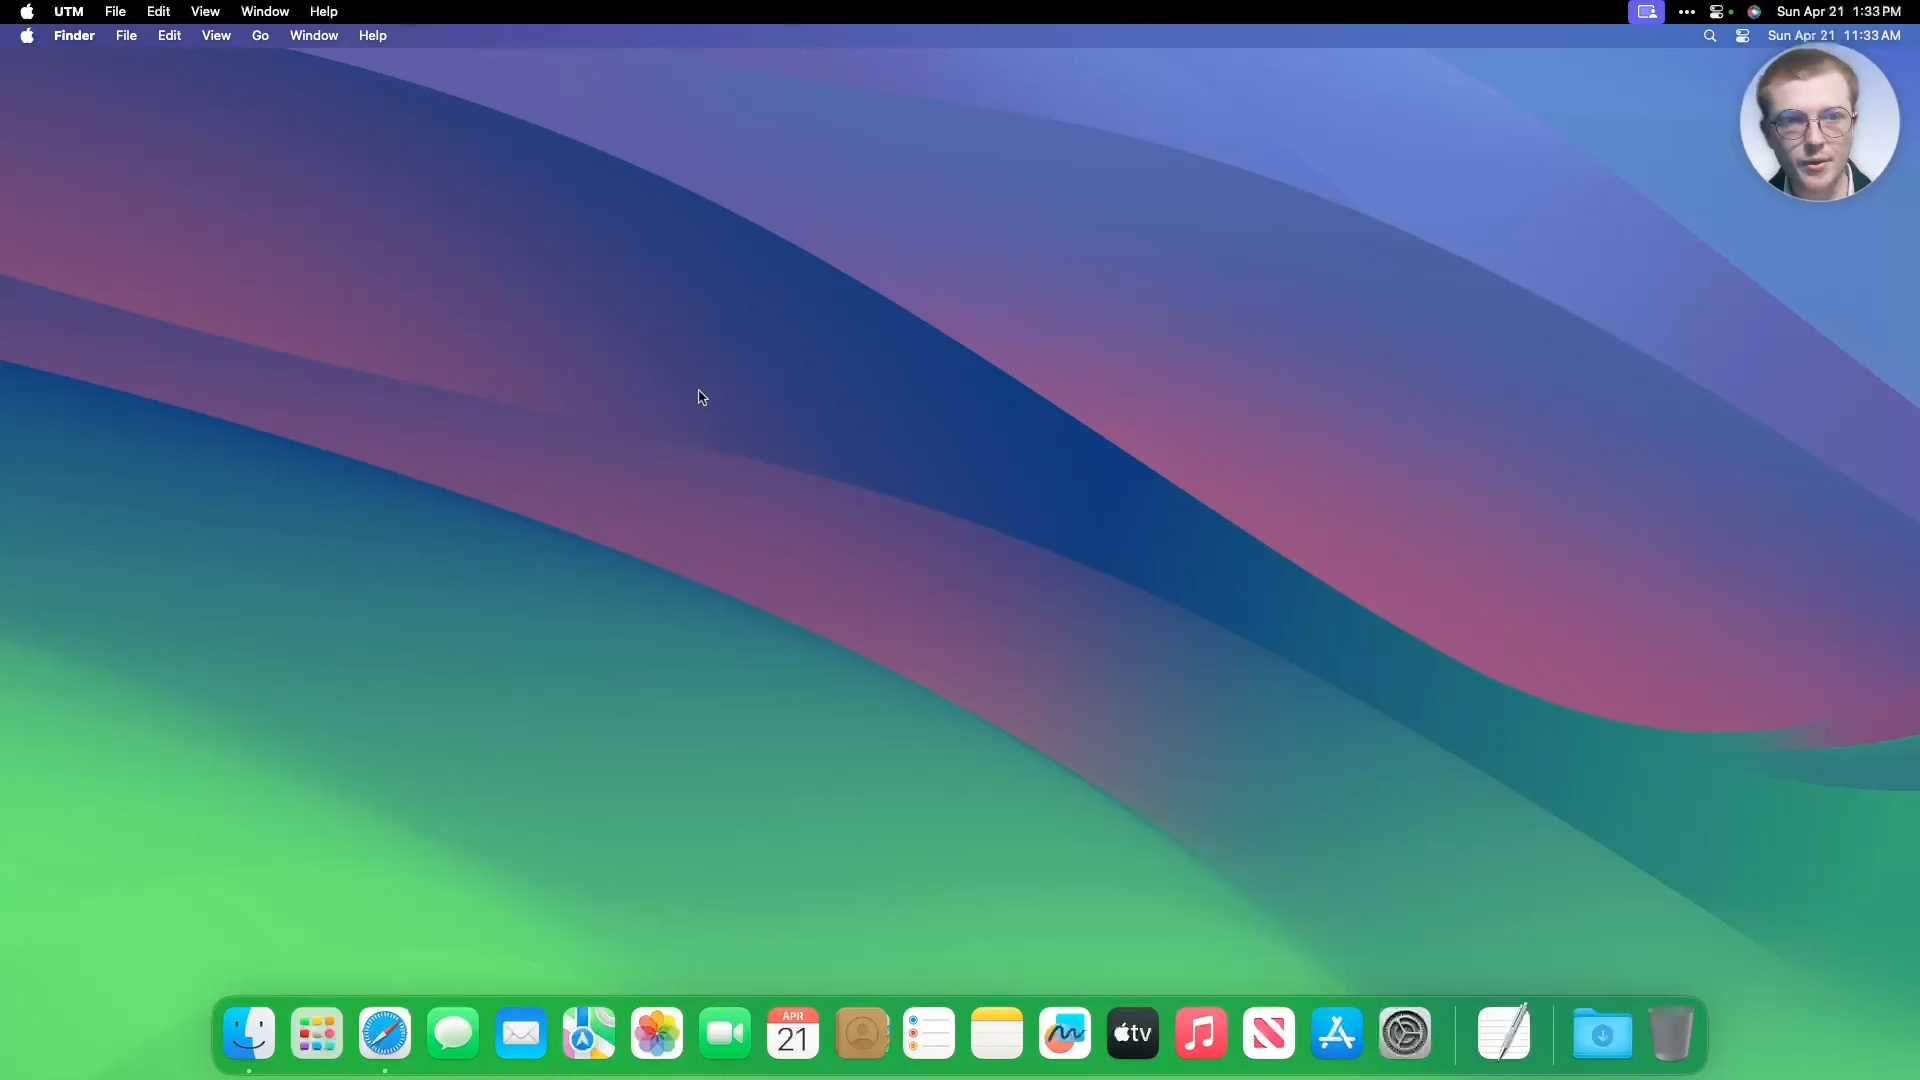 UTM File Edit View Window Help Sun Apr 21 1:33 PM
Finder File Edit View Go Window Help Sun Apr 21 11:33 AM
APR
21
tv